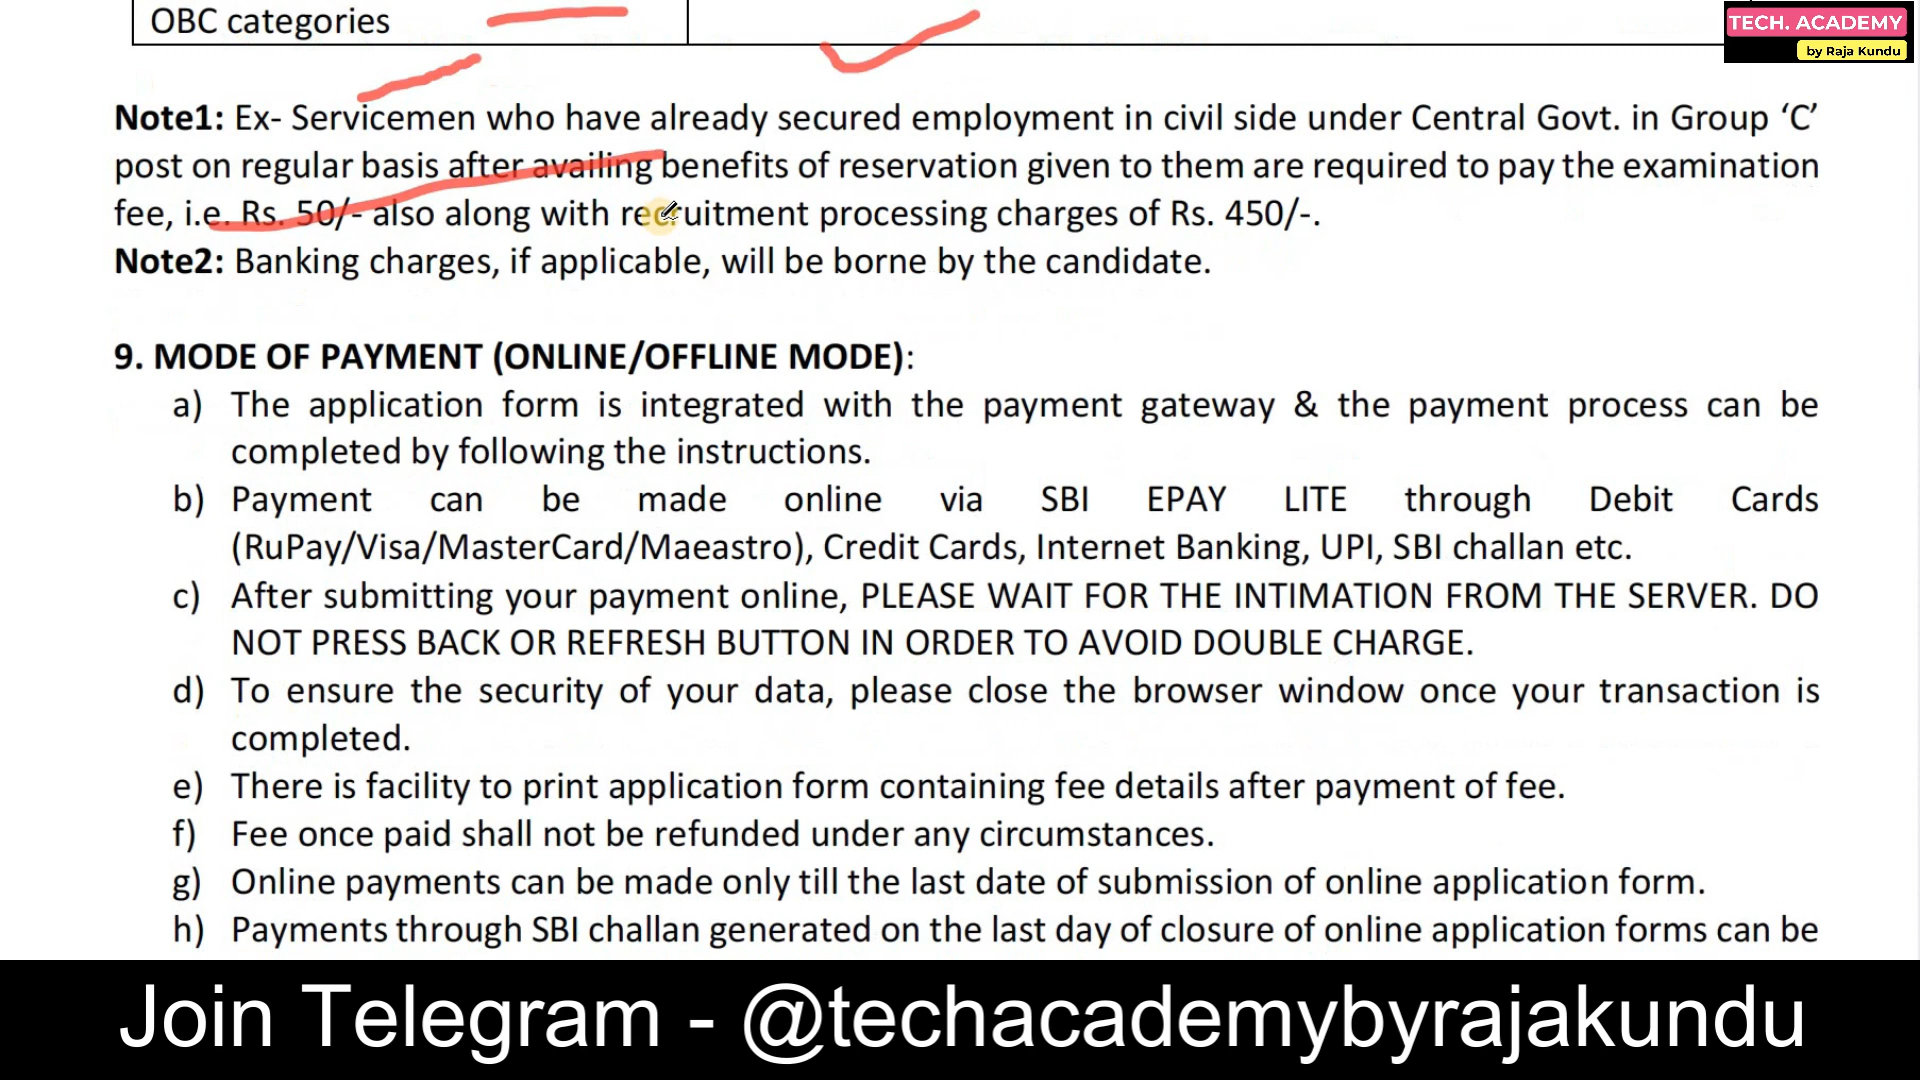 OBC categories
TECH. ACADEMY
by Raja Kundu
Note1: Ex- Servicemen who have already secured employment in civil side under Central Govt. in Group ‘C’
post on regular basis after availing benefits of reservation given to them are required to pay the examination
fee, i.e. Rs. 50/- also along with recruitment processing charges of Rs. 450/-.
Note2: Banking charges, if applicable, will be borne by the candidate.
9. MODE OF PAYMENT (ONLINE/OFFLINE MODE):
a) The application form is integrated with the payment gateway & the payment process can be
completed by following the instructions.
b) Payment can be made online via SBI EPAY LITE through Debit Cards
(RuPay/Visa/MasterCard/Maeastro), Credit Cards, Internet Banking, UPI, SBI challan etc.
c) After submitting your payment online, PLEASE WAIT FOR THE INTIMATION FROM THE SERVER. DO
NOT PRESS BACK OR REFRESH BUTTON IN ORDER TO AVOID DOUBLE CHARGE.
d) To ensure the security of your data, please close the browser window once your transaction is
completed.
e) There is facility to print application form containing fee details after payment of fee.
f) Fee once paid shall not be refunded under any circumstances.
g) Online payments can be made only till the last date of submission of online application form.
h) Payments through SBI challan generated on the last day of closure of online application forms can be
Join Telegram - @techacademybyrajakundu